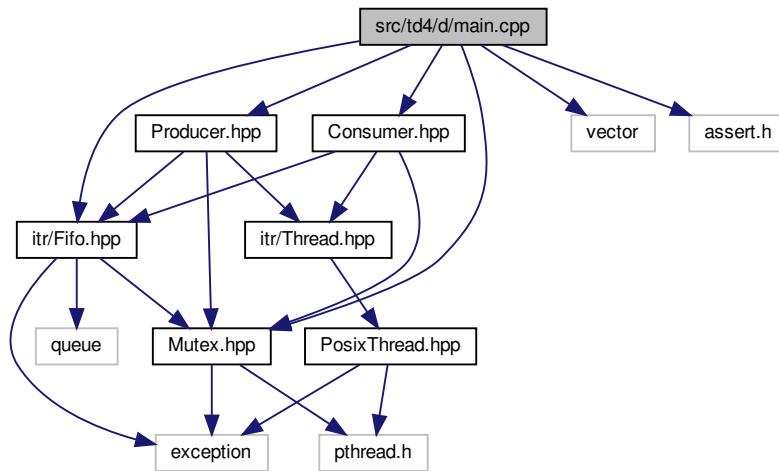 src/td4/d/main.cpp
Producer.hpp
Consumer.hpp
vector
assert.h
itr/Fifo.hpp
itr/Thread.hpp
queue
Mutex.hpp
PosixThread.hpp
exception
pthread.h